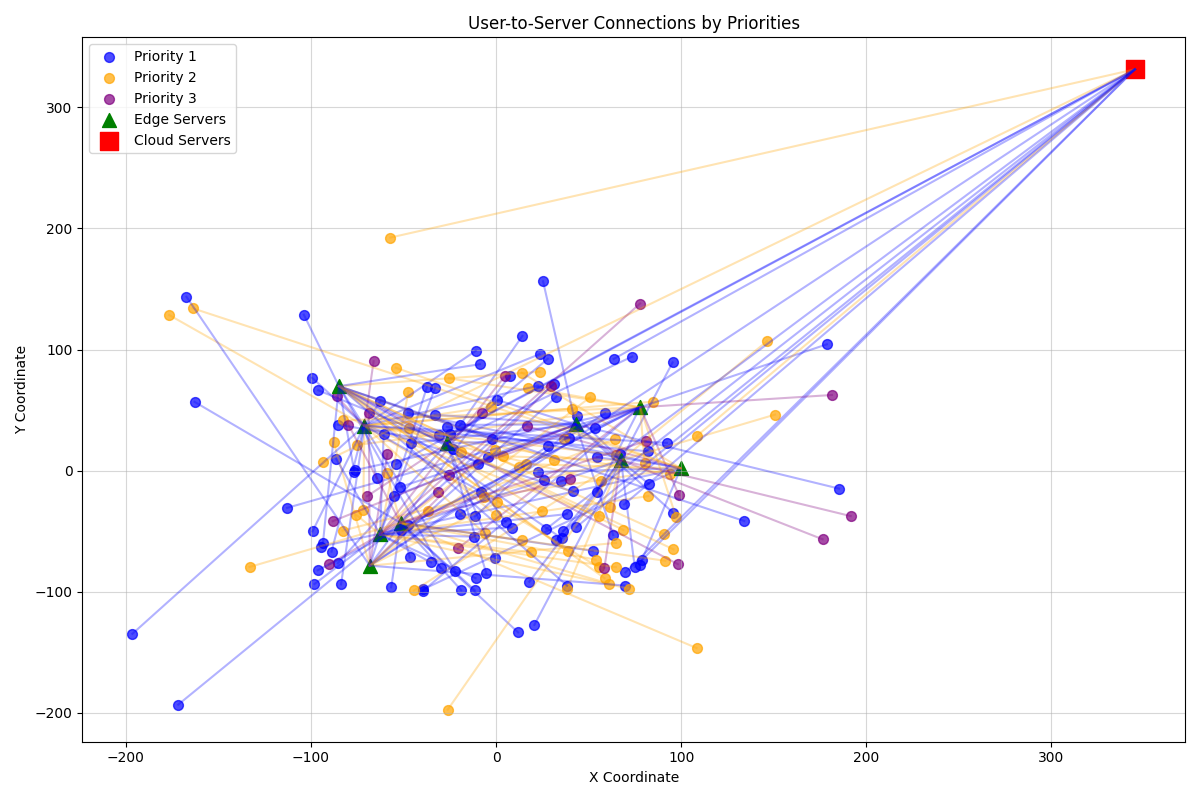 User-to-Server Connections by Priorities
Priority 1
Priority 2
Priority 3
Edge Servers
Cloud Servers
Y Coordinate
300
200
100
0
−100
−200
−200
−100
0
100
200
300
X Coordinate